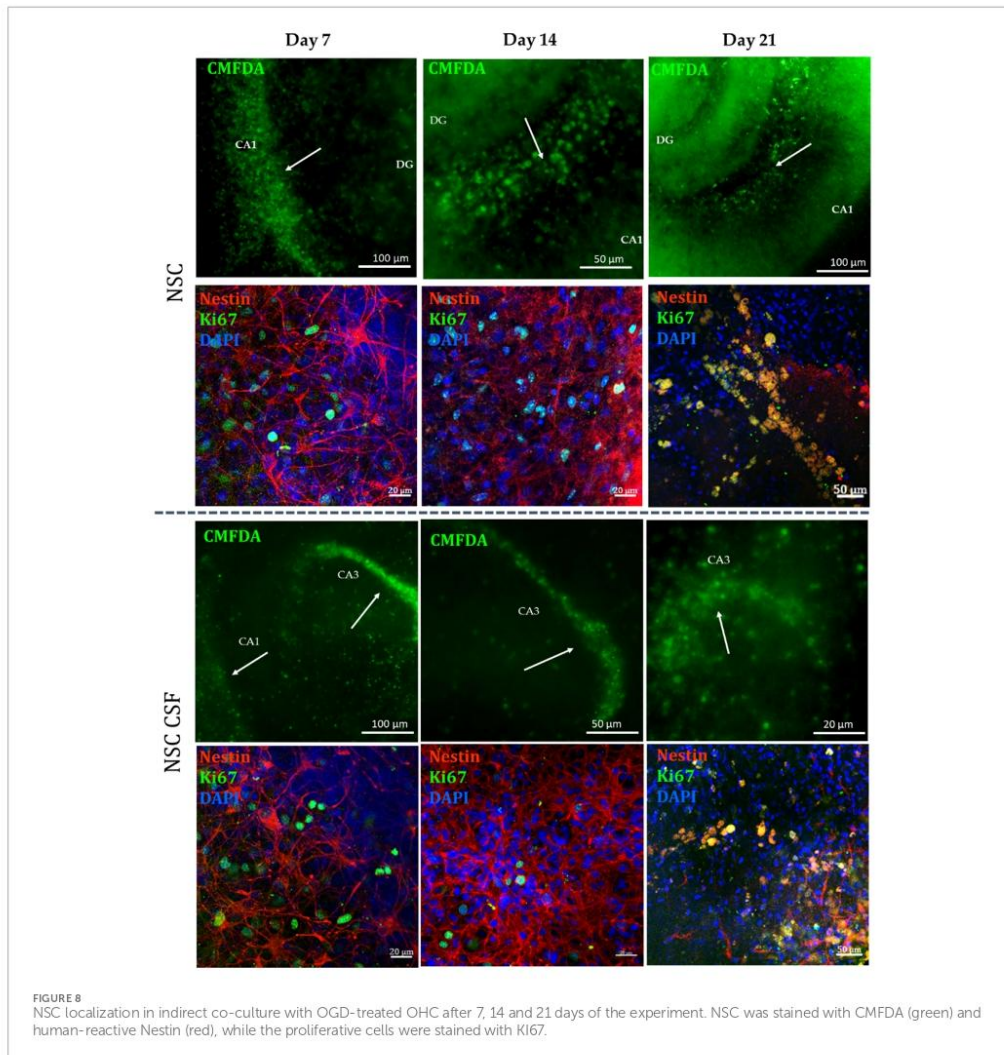 Day 7 Day 14 Day 21
NSC
CMFDA CMFDA CMFDA
CA1 DG DG CA1 DG CA1
100 µm 50 µm 100 µm
Nestin Nestin Nestin
Ki67 Ki67 Ki67
DAPI DAPI DAPI
20 µm 20 µm 50 µm
NSC CSF
CMFDA CMFDA
CA3 CA1 CA3 CA3
100 µm 50 µm 20 µm
Nestin Nestin Nestin
Ki67 Ki67 Ki67
DAPI DAPI DAPI
20 µm 50 µm
FIGURE 8
NSC localization in indirect co-culture with OGD-treated OHC after 7, 14 and 21 days of the experiment. NSC was stained with CMFDA (green) and
human-reactive Nestin (red), while the proliferative cells were stained with KI67.